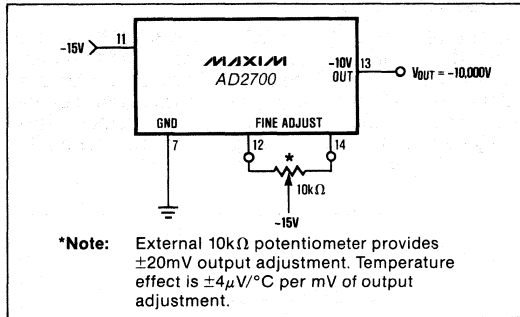 -15V
11
MAXIM
AD2700
-10V
OUT
13
VOUT = -10,000V
GND
FINE ADJUST
7
12
*
14
10kΩ
-15V
*Note: External 10kΩ potentiometer provides
±20mV output adjustment. Temperature
effect is ±4μV/°C per mV of output
adjustment.